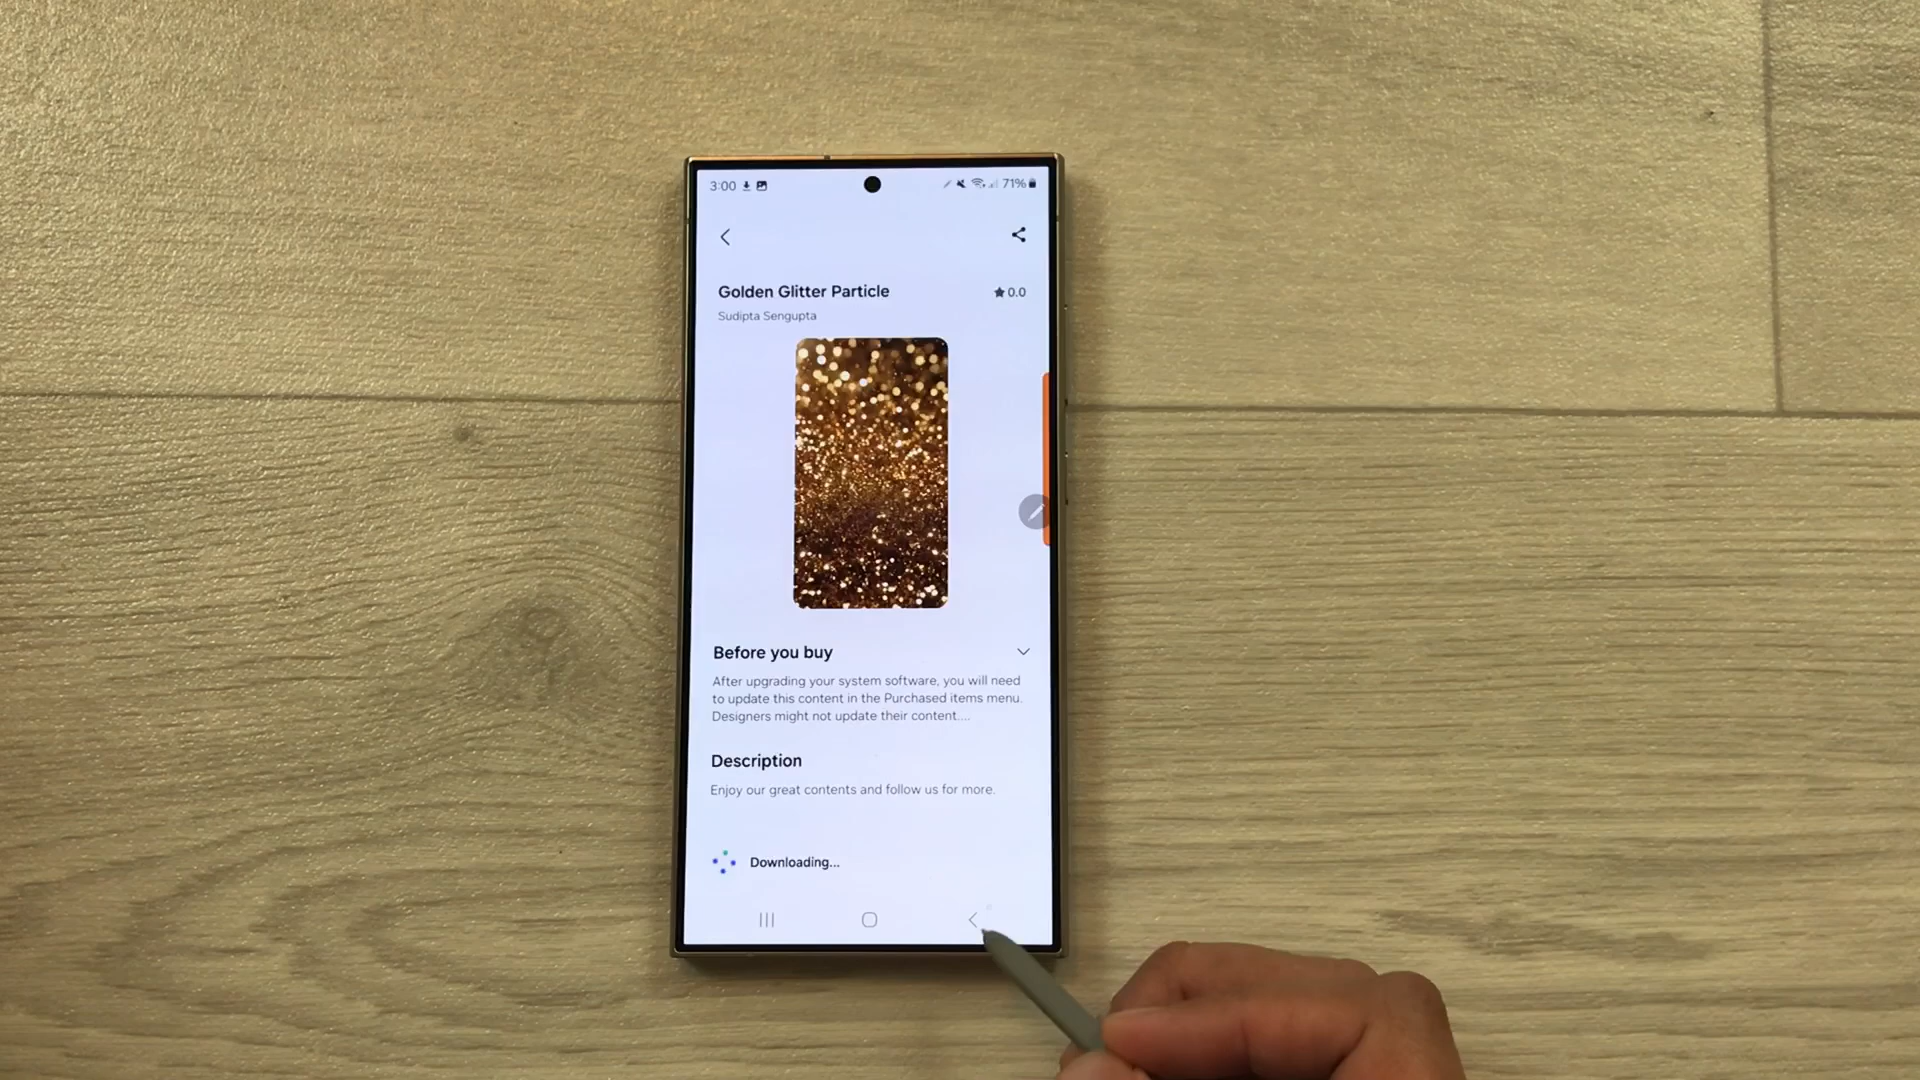 3:00
71%
Golden Glitter Particle
0.0
Sudipta Sengupta
Before you buy
After upgrading your system software, you will need
to update this content in the Purchased items menu.
Designers might not update their content....
Description
Enjoy our great contents and follow us for more.
Downloading...